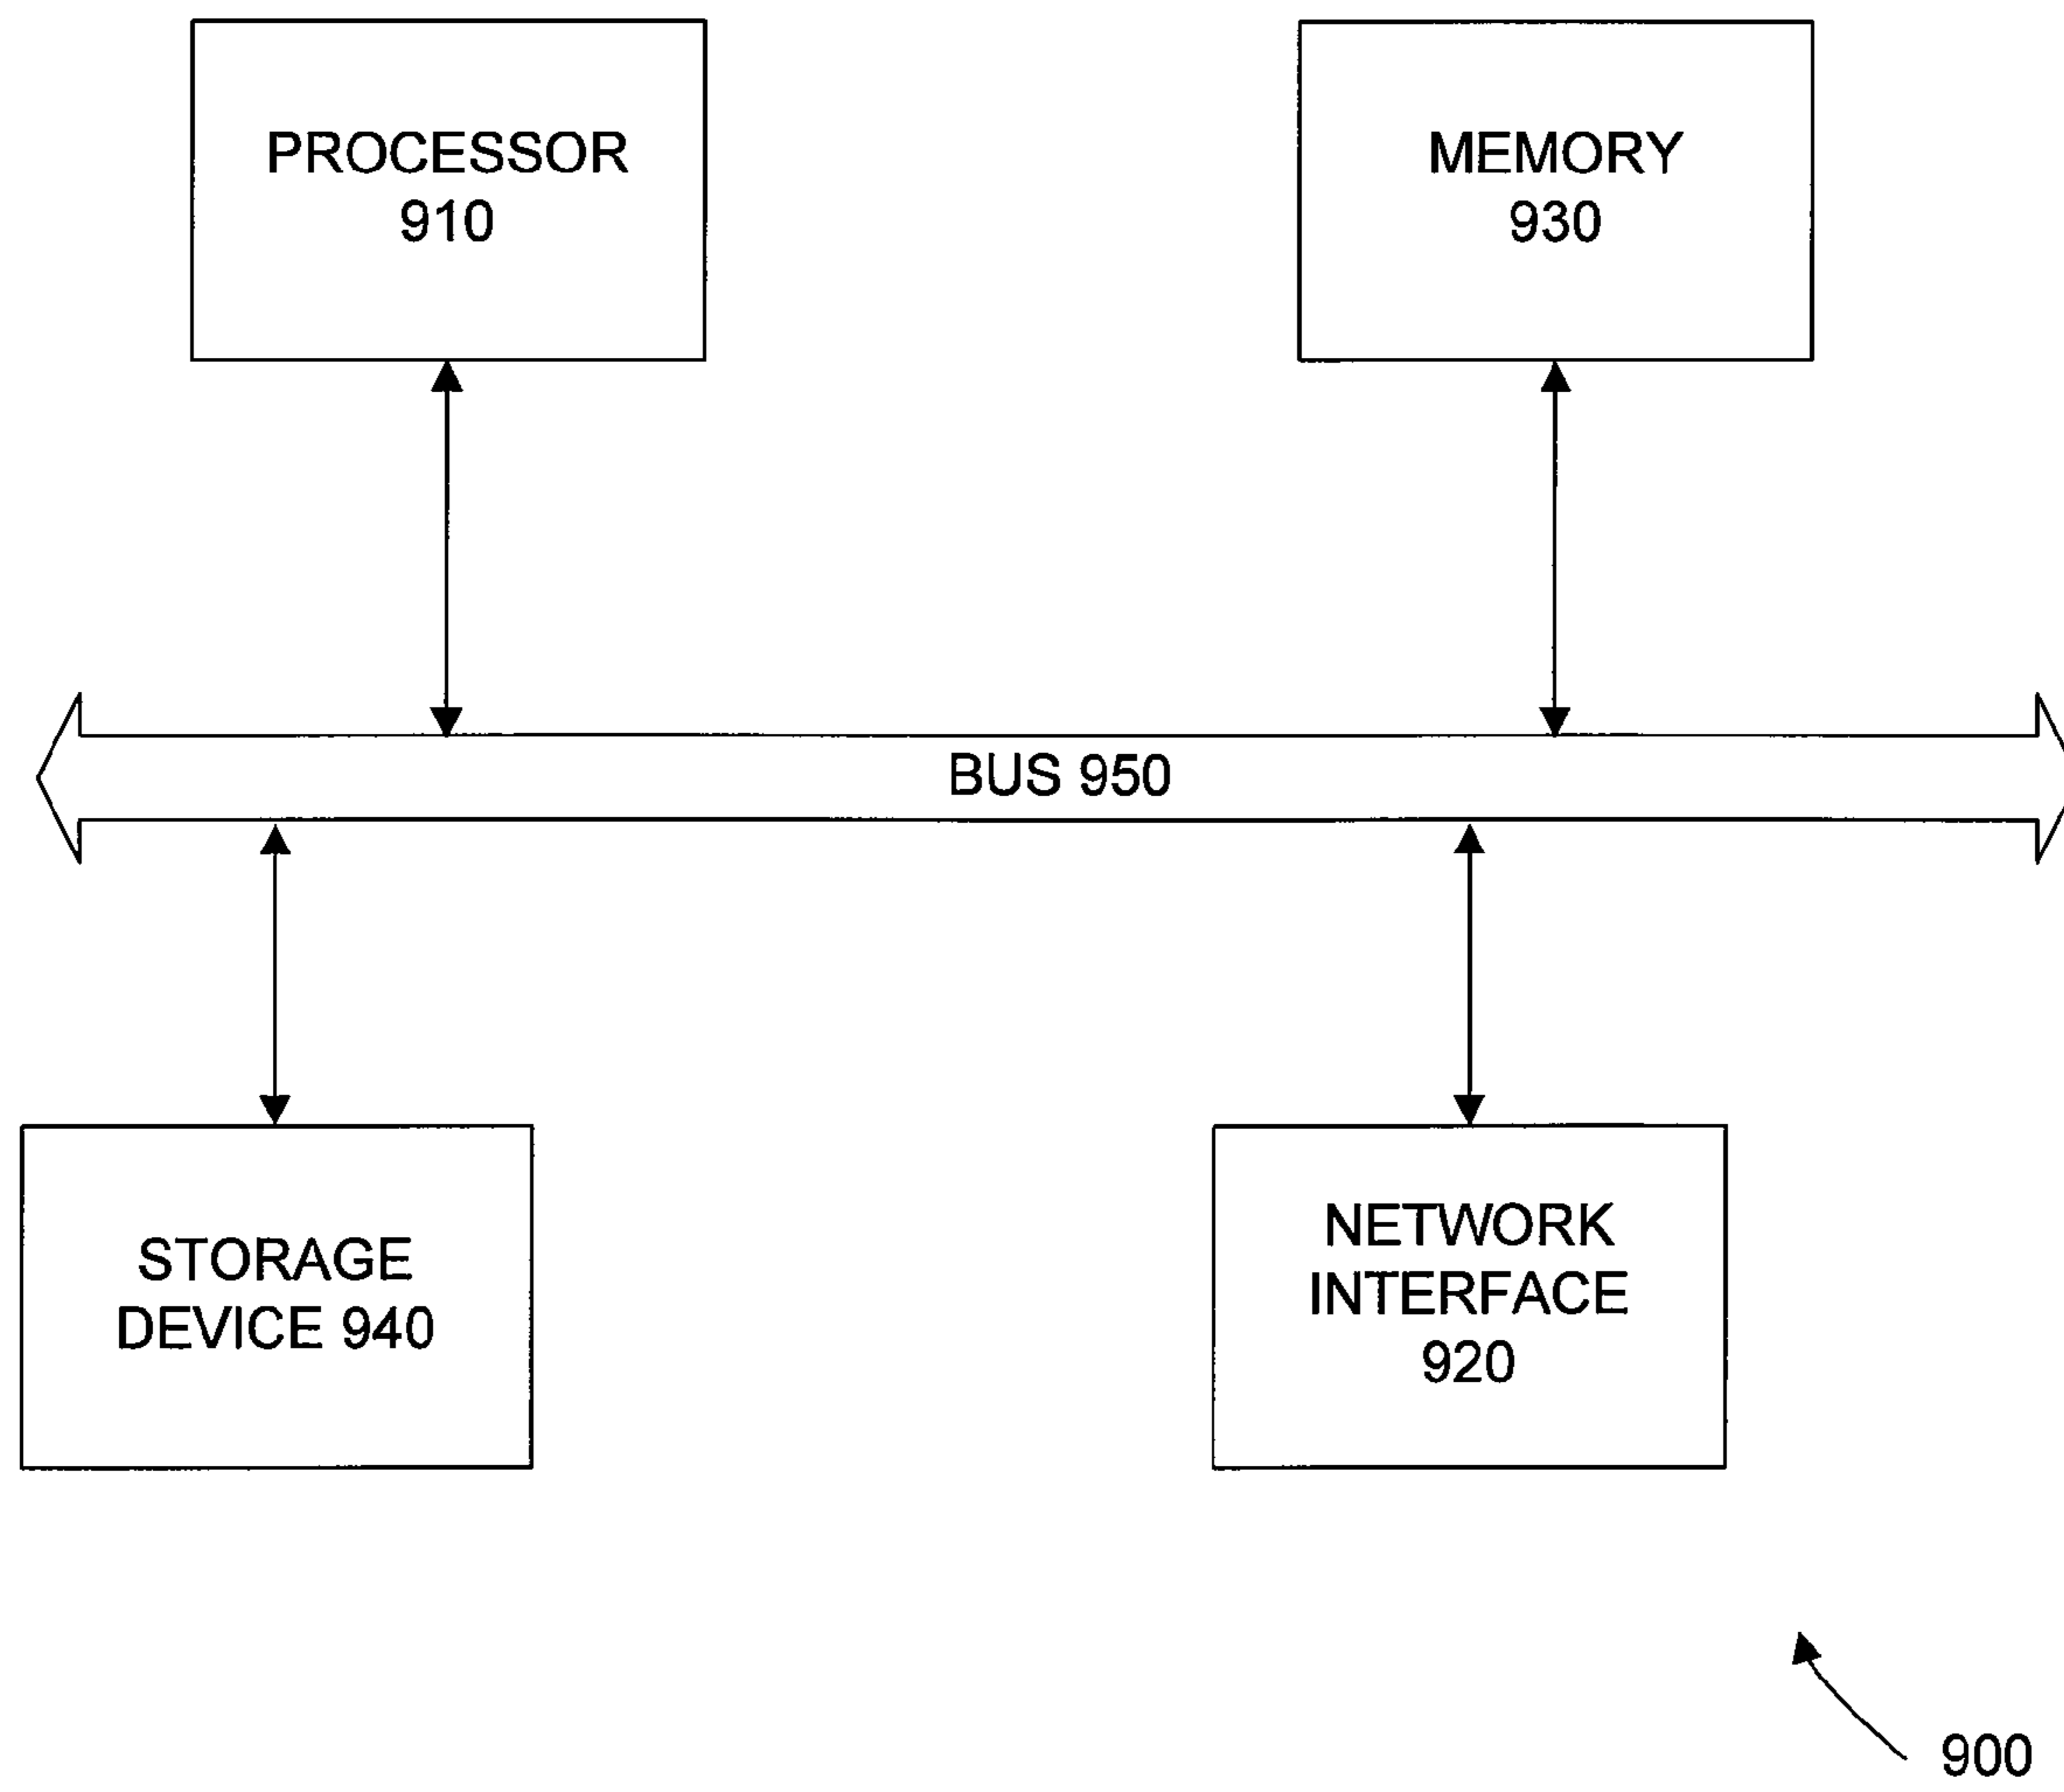 PROCESSOR
910
MEMORY
930
BUS 950
STORAGE
DEVICE 940
NETWORK
INTERFACE
920
900